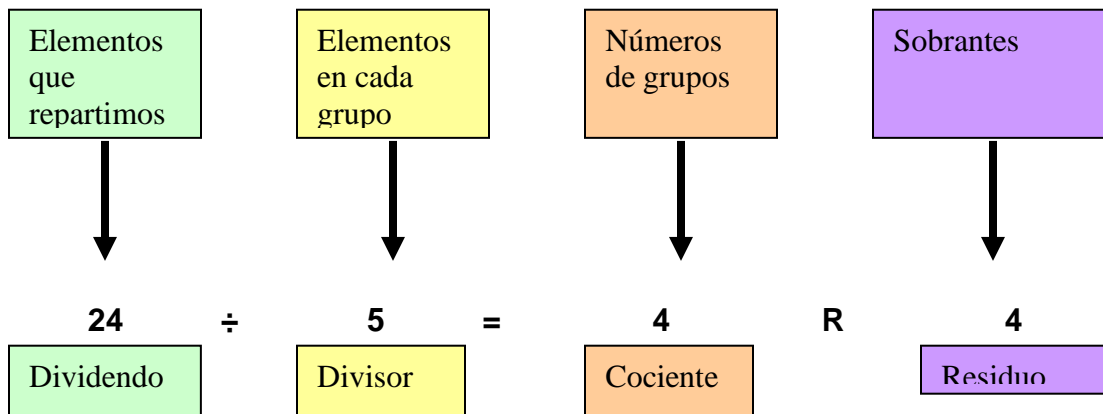 Elementos
que
repartimos
Elementos
en cada
grupo
Números
de grupos
Sobrantes
24 ÷ 5 = 4 R 4
Dividendo
Divisor
Cociente
Residuo